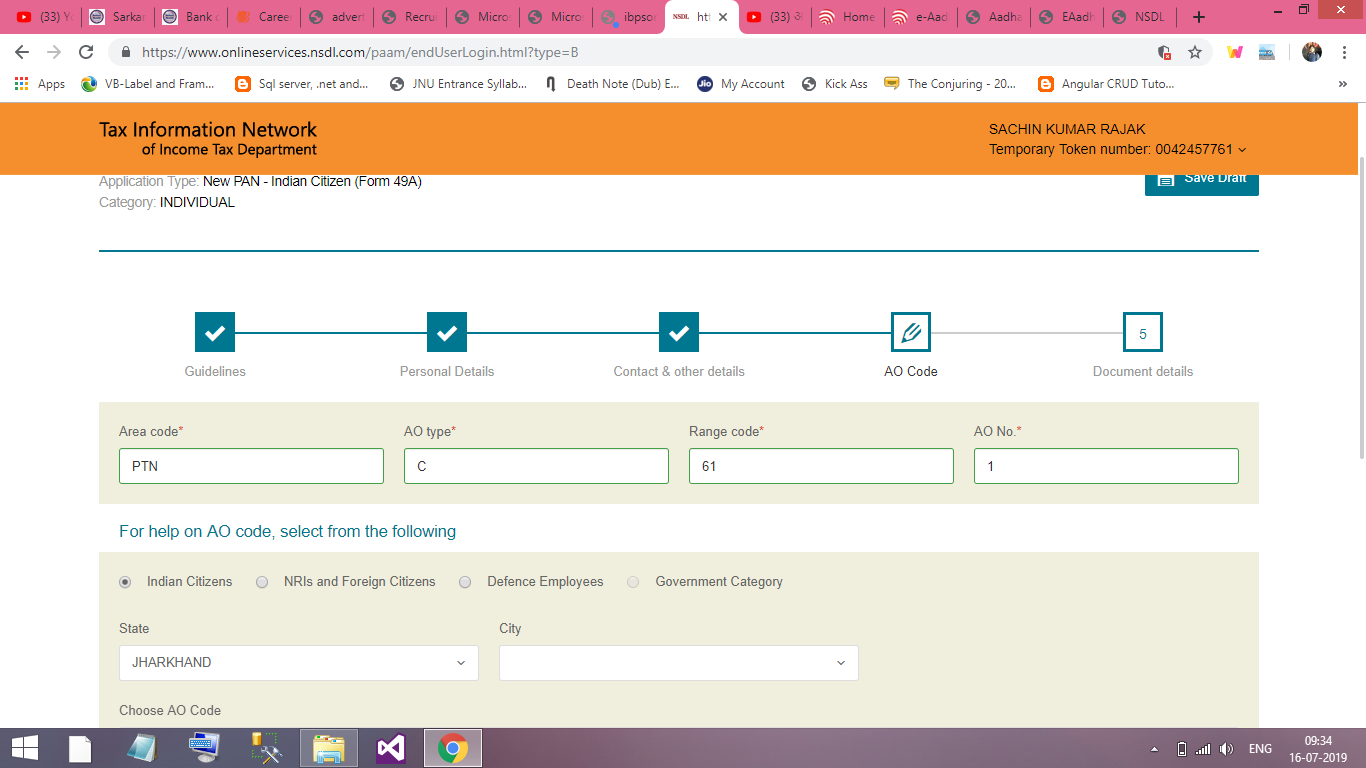 (33) Y
Sarkar
Bank o
Career
advert
Recru
Micros
Micros
ibpson
NSDL
htt
(33)
Home
e-Aad
Aadha
EAadh
NSDL
https://www.onlineservices.nsdl.com/paam/endUserLogin.html?type=B
Apps
VB-Label and Fram...
Sql server, .net and...
JNU Entrance Syllab...
Death Note (Dub) E...
Jio
My Account
Kick Ass
The Conjuring - 20...
Angular CRUD Tuto...
Tax Information Network
of Income Tax Department
SACHIN KUMAR RAJAK
Temporary Token number: 0042457761
Application Type: New PAN - Indian Citizen (Form 49A)
Save Draft
Category: INDIVIDUAL
5
Guidelines
Personal Details
Contact & other details
AO Code
Document details
Area code*
AO type*
Range code*
AO No.*
PTN
C
61
1
For help on AO code, select from the following
Indian Citizens
NRIs and Foreign Citizens
Defence Employees
Government Category
State
City
JHARKHAND
Choose AO Code
ENG
09:34
16-07-2019